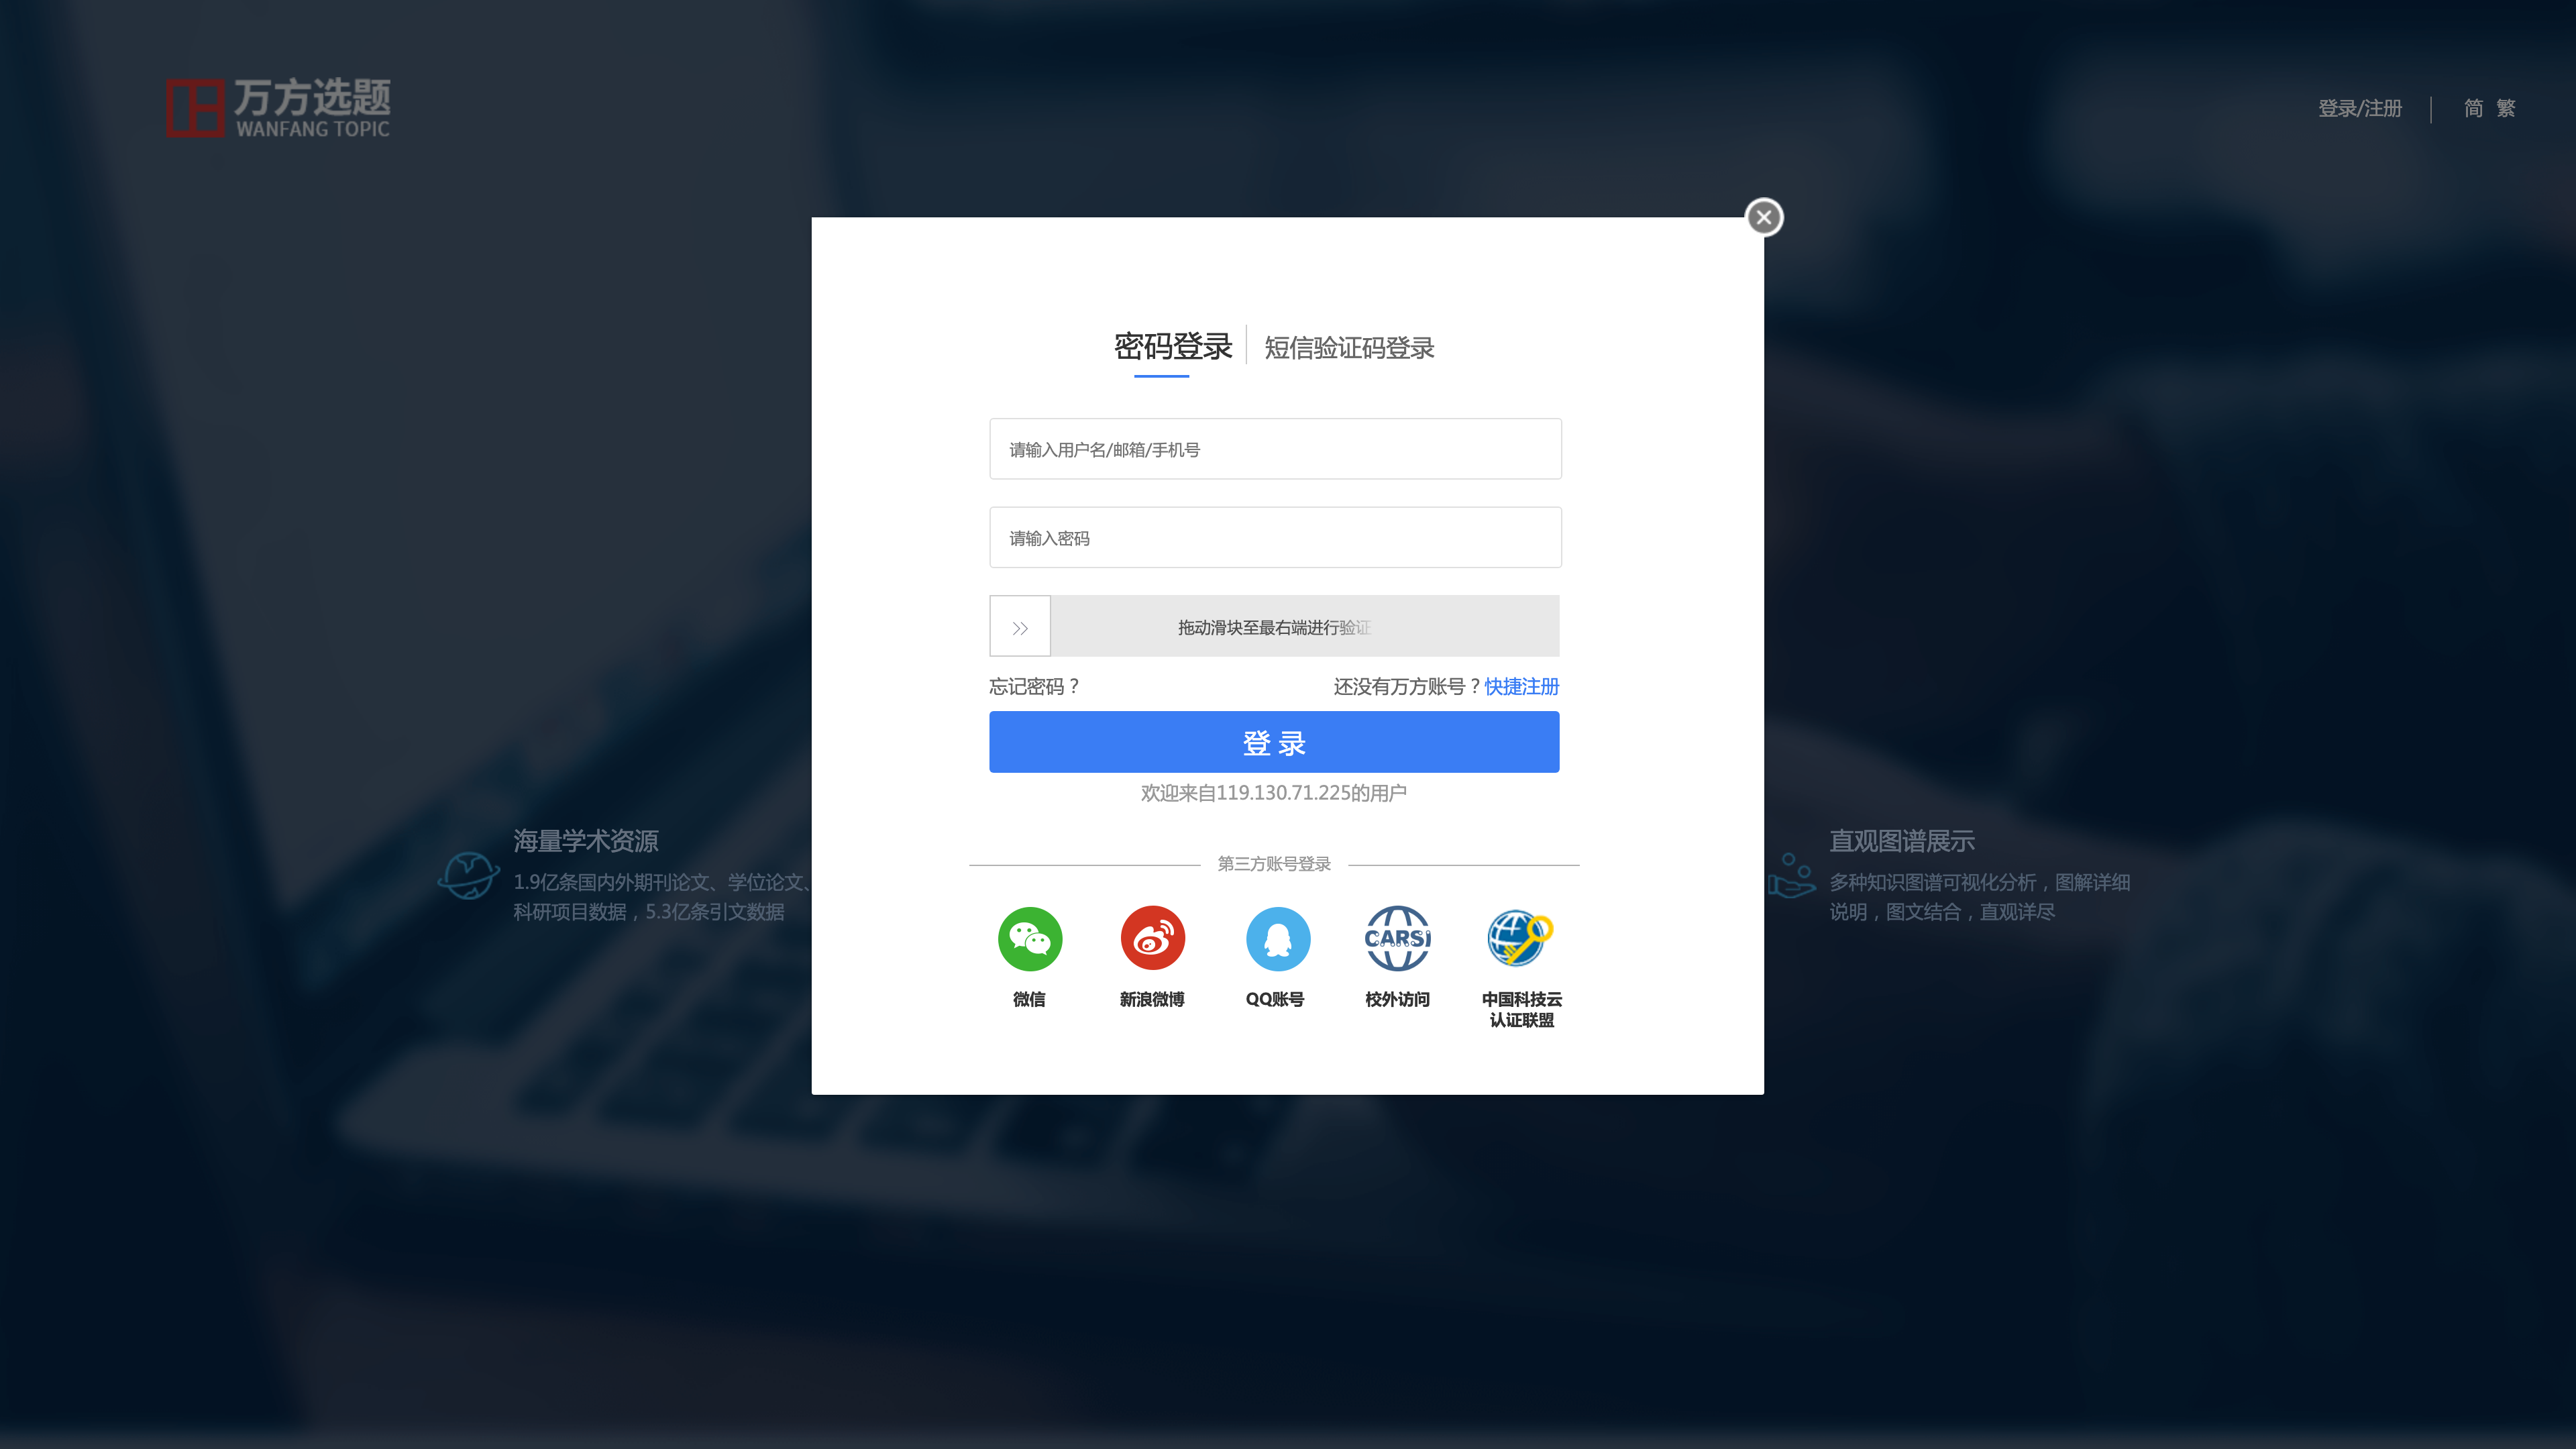 万方选题
WANFANG TOPIC
登录/注册
简 繁
密码登录
短信验证码登录
请输入用户名/邮箱/手机号
请输入密码
拖动滑块至最右端进行验证
忘记密码？
还没有万方账号？快捷注册
登 录
欢迎来自119.130.71.225的用户
海量学术资源
1.9亿条国内外期刊论文、学位论文、
科研项目数据，5.3亿条引文数据
直观图谱展示
多种知识图谱可视化分析，图解详细
说明，图文结合，直观详尽
第三方账号登录
CARSI
微信
新浪微博
QQ账号
校外访问
中国科技云
认证联盟